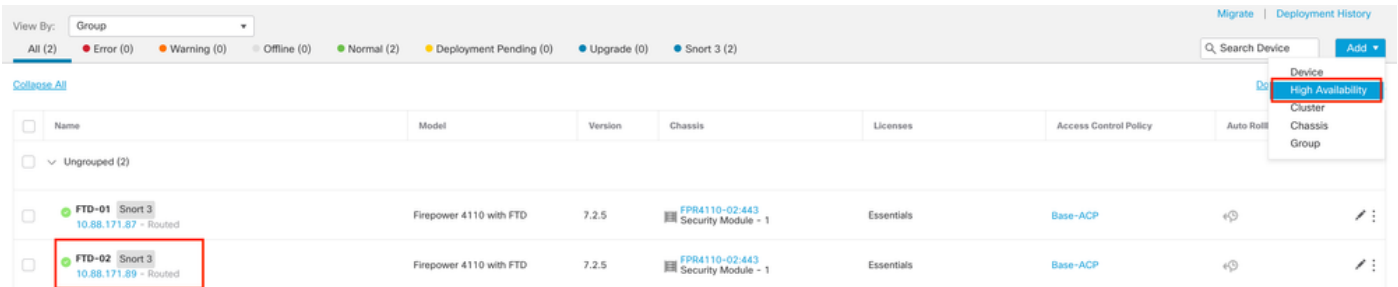 Migrate | Deployment History
View By: Group
All (2) Error (0) Warning (0) Offline (0) Normal (2) Deployment Pending (0) Upgrade (0) Snort 3 (2) Search Device Add
Device
Collapse All
High Availability
Cluster
Chassis
Group
Name Model Version Chassis Licenses Access Control Policy Auto
Ungrouped (2)
FTD-01 Snort 3
10.88.171.87 - Routed
Firepower 4110 with FTD 7.2.5
FPR4110-02:443
Security Module - 1
Essentials Base-ACP
FTD-02 Snort 3
10.88.171.89 - Routed
Firepower 4110 with FTD 7.2.5
FPR4110-02:443
Security Module - 1
Essentials Base-ACP